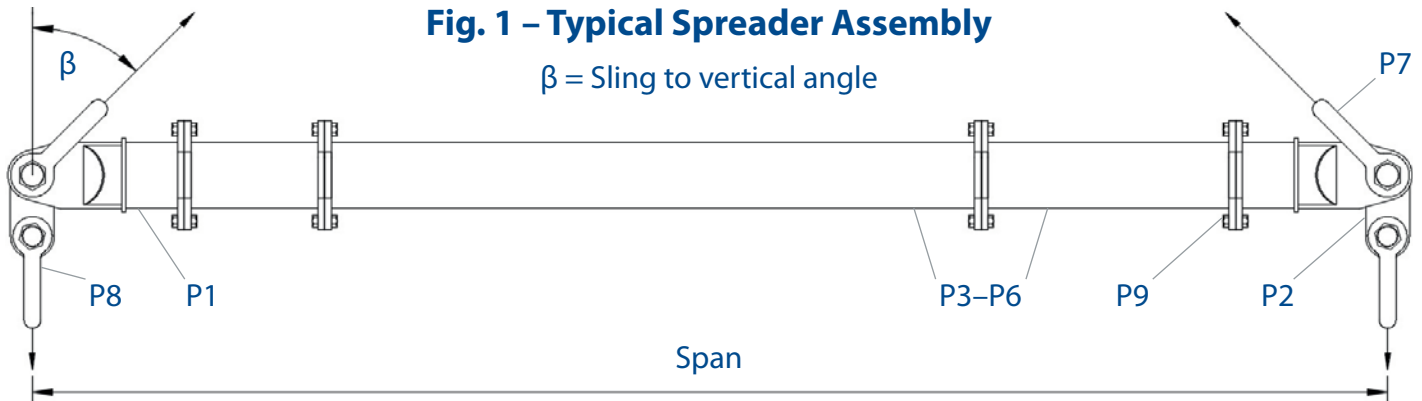 Fig. 1 – Typical Spreader Assembly
β
β = Sling to vertical angle
P7
P8
P1
P3–P6
P9
P2
Span